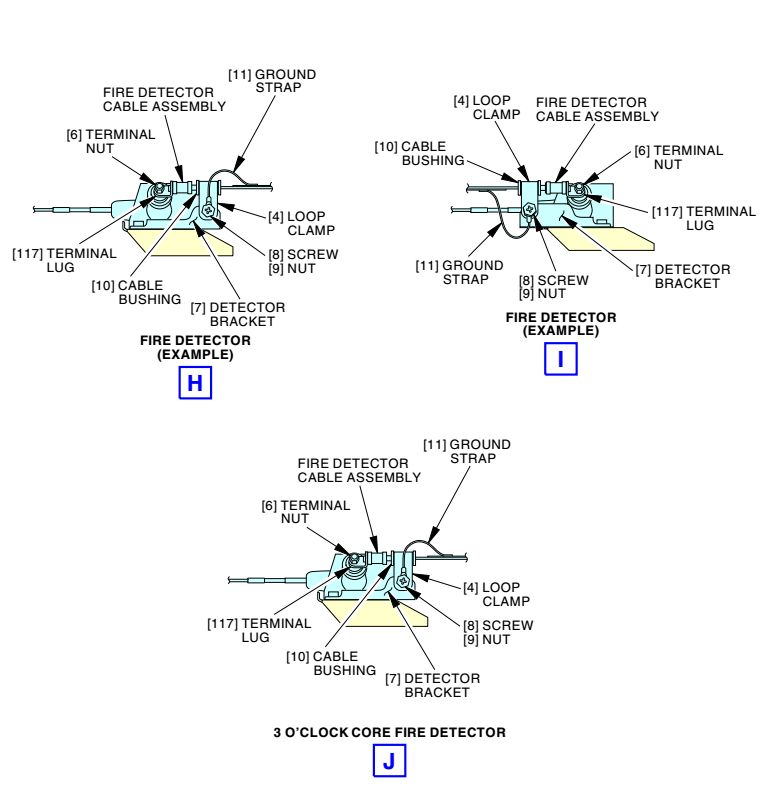 [11] GROUND
STRAP
FIRE DETECTOR
CABLE ASSEMBLY
[6] TERMINAL
NUT
[4] LOOP
CLAMP
[117] TERMINAL
LUG
[8] SCREW
[9] NUT
[10] CABLE
BUSHING
[7] DETECTOR
BRACKET
FIRE DETECTOR
(EXAMPLE)
H
[4] LOOP
CLAMP
FIRE DETECTOR
CABLE ASSEMBLY
[10] CABLE
BUSHING
[6] TERMINAL
NUT
[117] TERMINAL
LUG
[11] GROUND
STRAP
[8] SCREW
[9] NUT
[7] DETECTOR
BRACKET
FIRE DETECTOR
(EXAMPLE)
I
[11] GROUND
STRAP
FIRE DETECTOR
CABLE ASSEMBLY
[6] TERMINAL
NUT
[4] LOOP
CLAMP
[117] TERMINAL
LUG
[8] SCREW
[9] NUT
[10] CABLE
BUSHING
[7] DETECTOR
BRACKET
3 O'CLOCK CORE FIRE DETECTOR
J